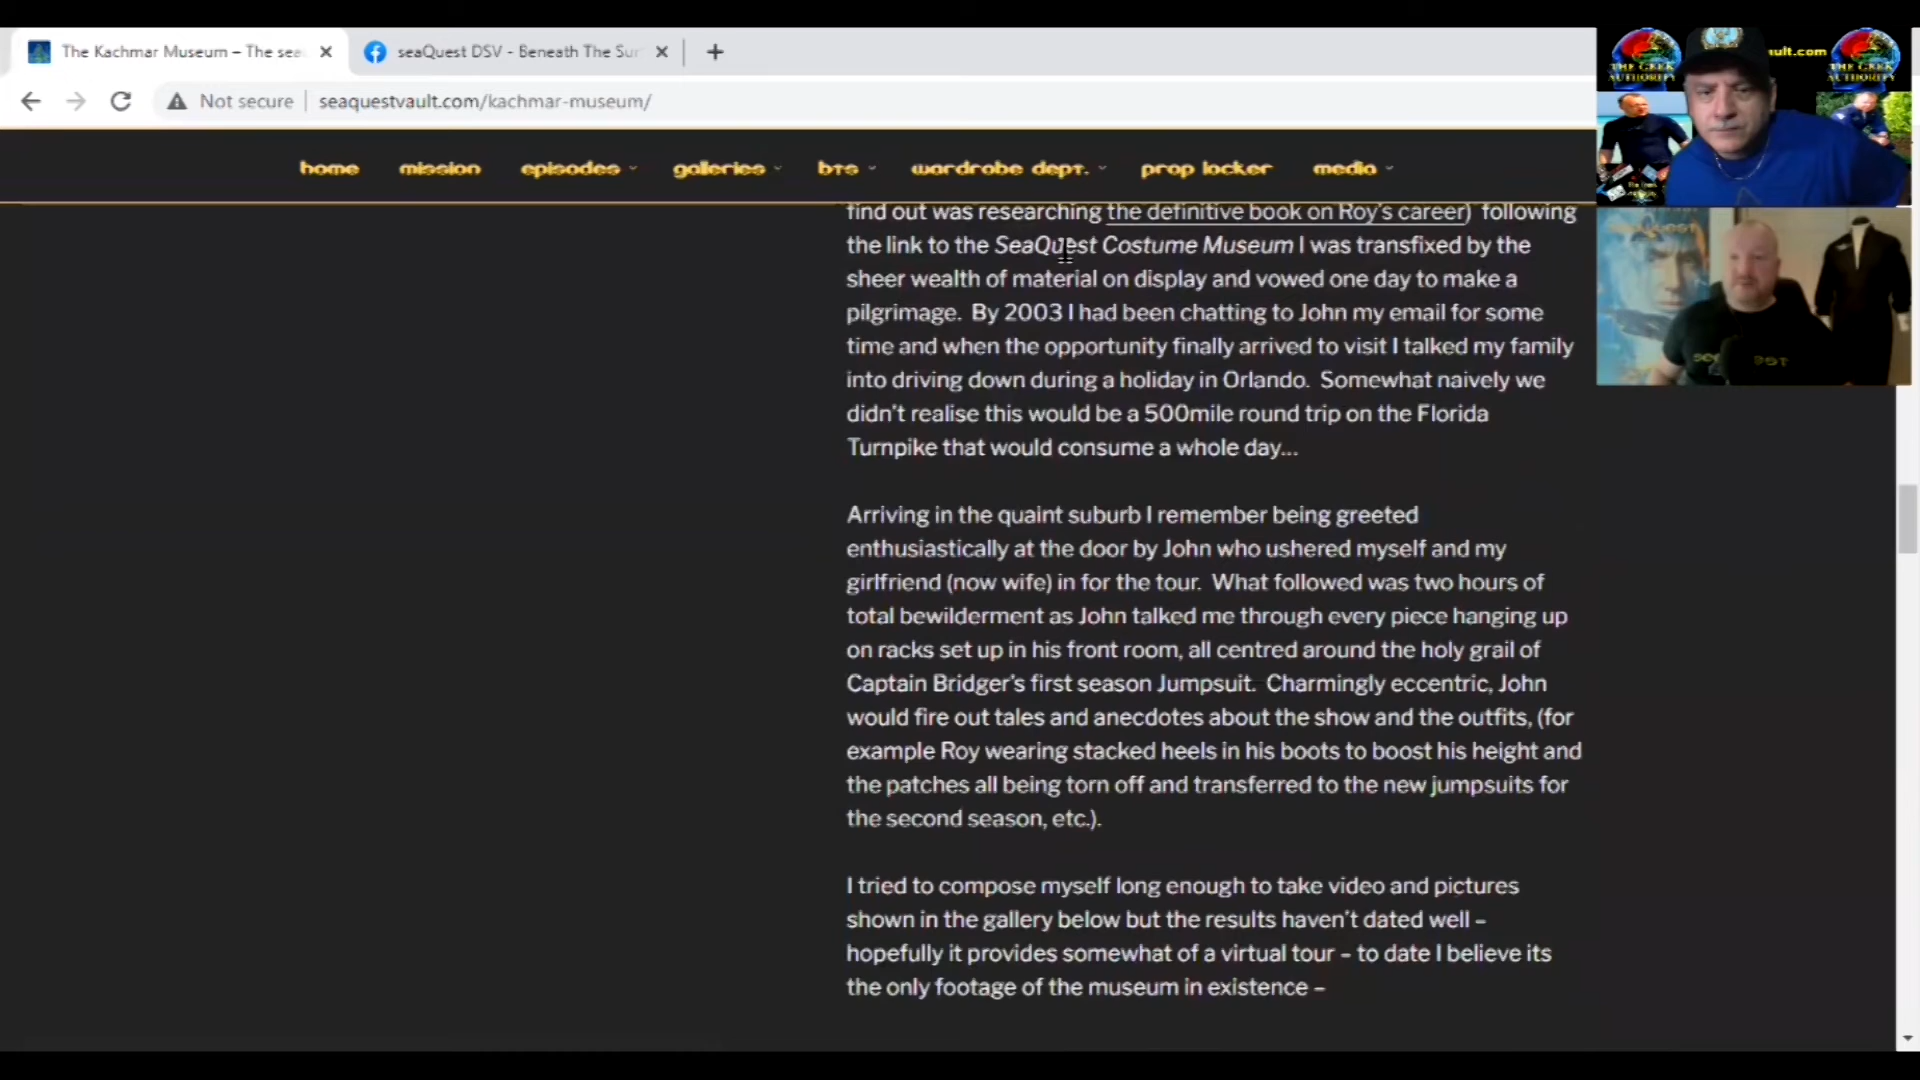 The Kachmar Museum – The sea
seaQuest DSV - Beneath The Sur
Not secure
seaquestvault.com/kachmar-museum/
home mission episodes galleries bts wardrobe dept. prop locker media
find out was researching the definitive book on Roy's career) following
the link to the SeaQuest Costume Museum I was transfixed by the
sheer wealth of material on display and vowed one day to make a
pilgrimage. By 2003 I had been chatting to John my email for some
time and when the opportunity finally arrived to visit I talked my family
into driving down during a holiday in Orlando. Somewhat naively we
didn't realise this would be a 500mile round trip on the Florida
Turnpike that would consume a whole day...
Arriving in the quaint suburb I remember being greeted
enthusiastically at the door by John who ushered myself and my
girlfriend (now wife) in for the tour. What followed was two hours of
total bewilderment as John talked me through every piece hanging up
on racks set up in his front room, all centred around the holy grail of
Captain Bridger's first season Jumpsuit. Charmingly eccentric, John
would fire out tales and anecdotes about the show and the outfits, (for
example Roy wearing stacked heels in his boots to boost his height and
the patches all being torn off and transferred to the new jumpsuits for
the second season, etc.).
I tried to compose myself long enough to take video and pictures
shown in the gallery below but the results haven't dated well –
hopefully it provides somewhat of a virtual tour – to date I believe its
the only footage of the museum in existence –
ult.com
THE GEEK
AUTHORITY
THE GEEK
AUTHORITY